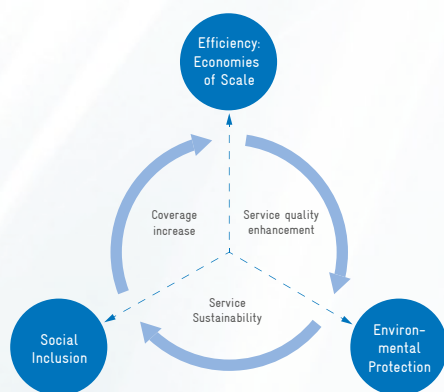 Efficiency:
Economies
of Scale
Coverage
increase
Service quality
enhancement
Service
Sustainability
Social
Inclusion
Environ-
mental
Protection